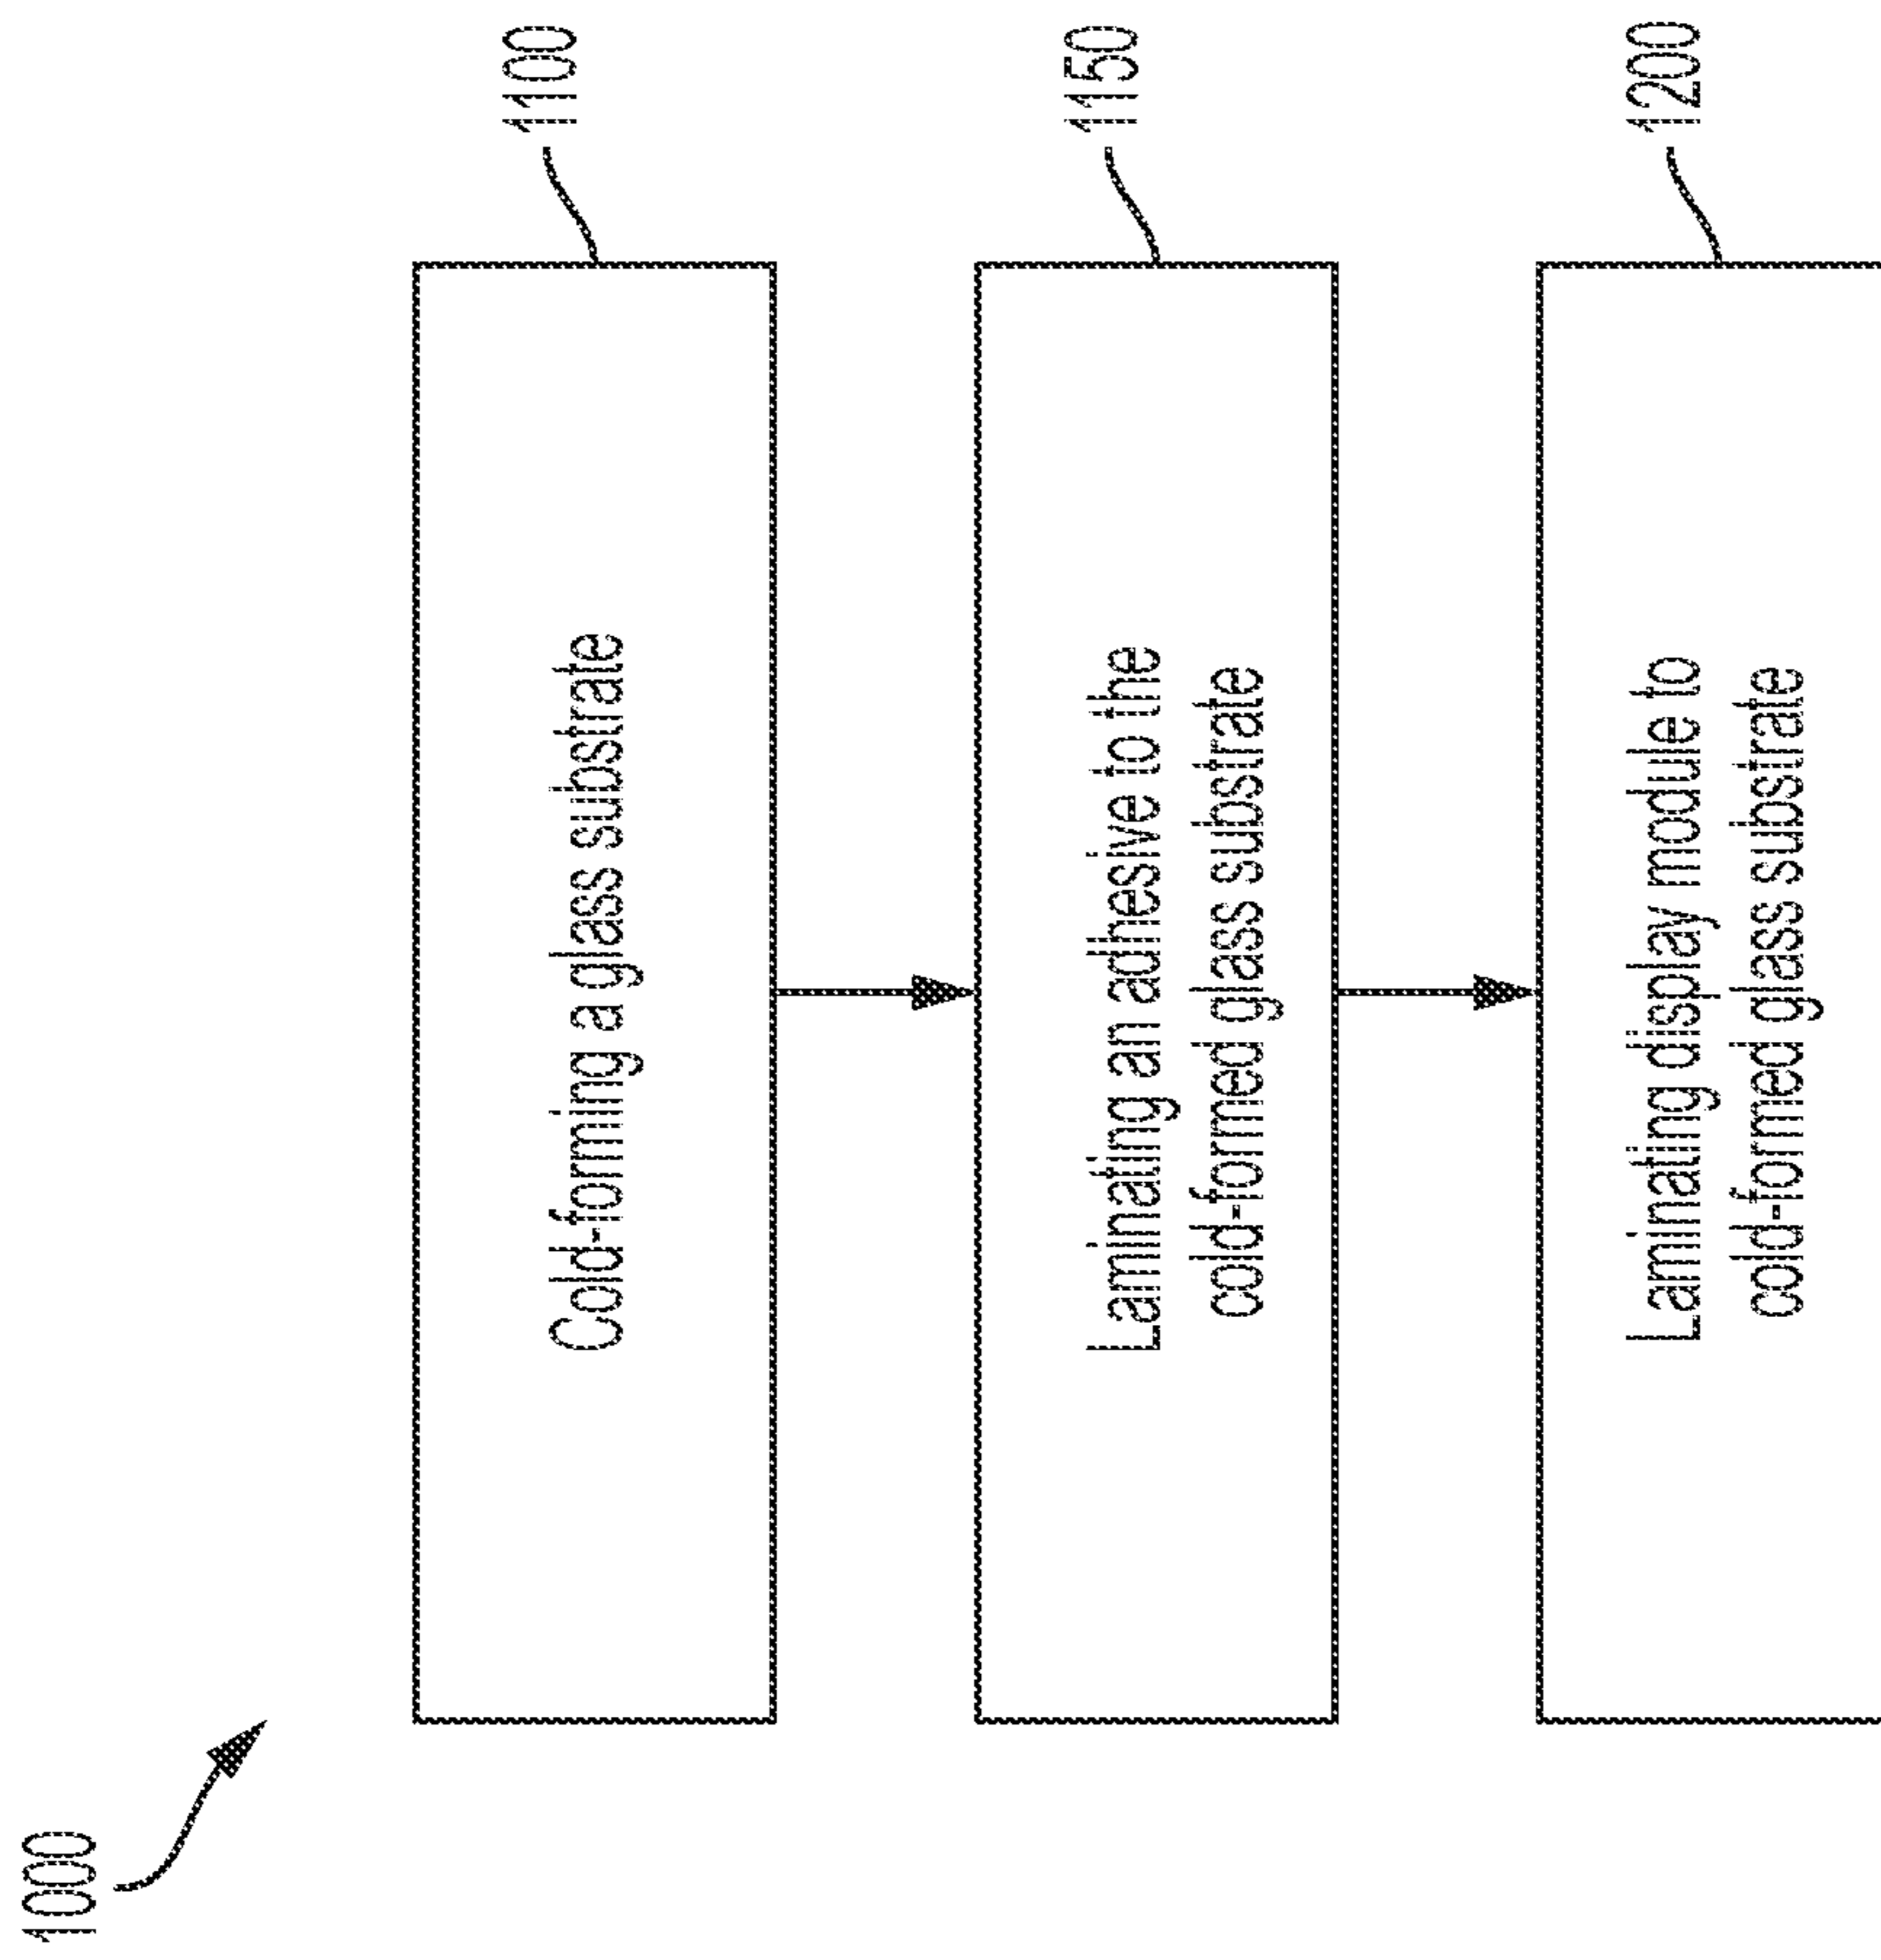 1000
1100
Cold-forming a glass substrate
1150
Laminating an adhesive to the
cold-formed glass substrate
1200
Laminating display module to
cold-formed glass substrate